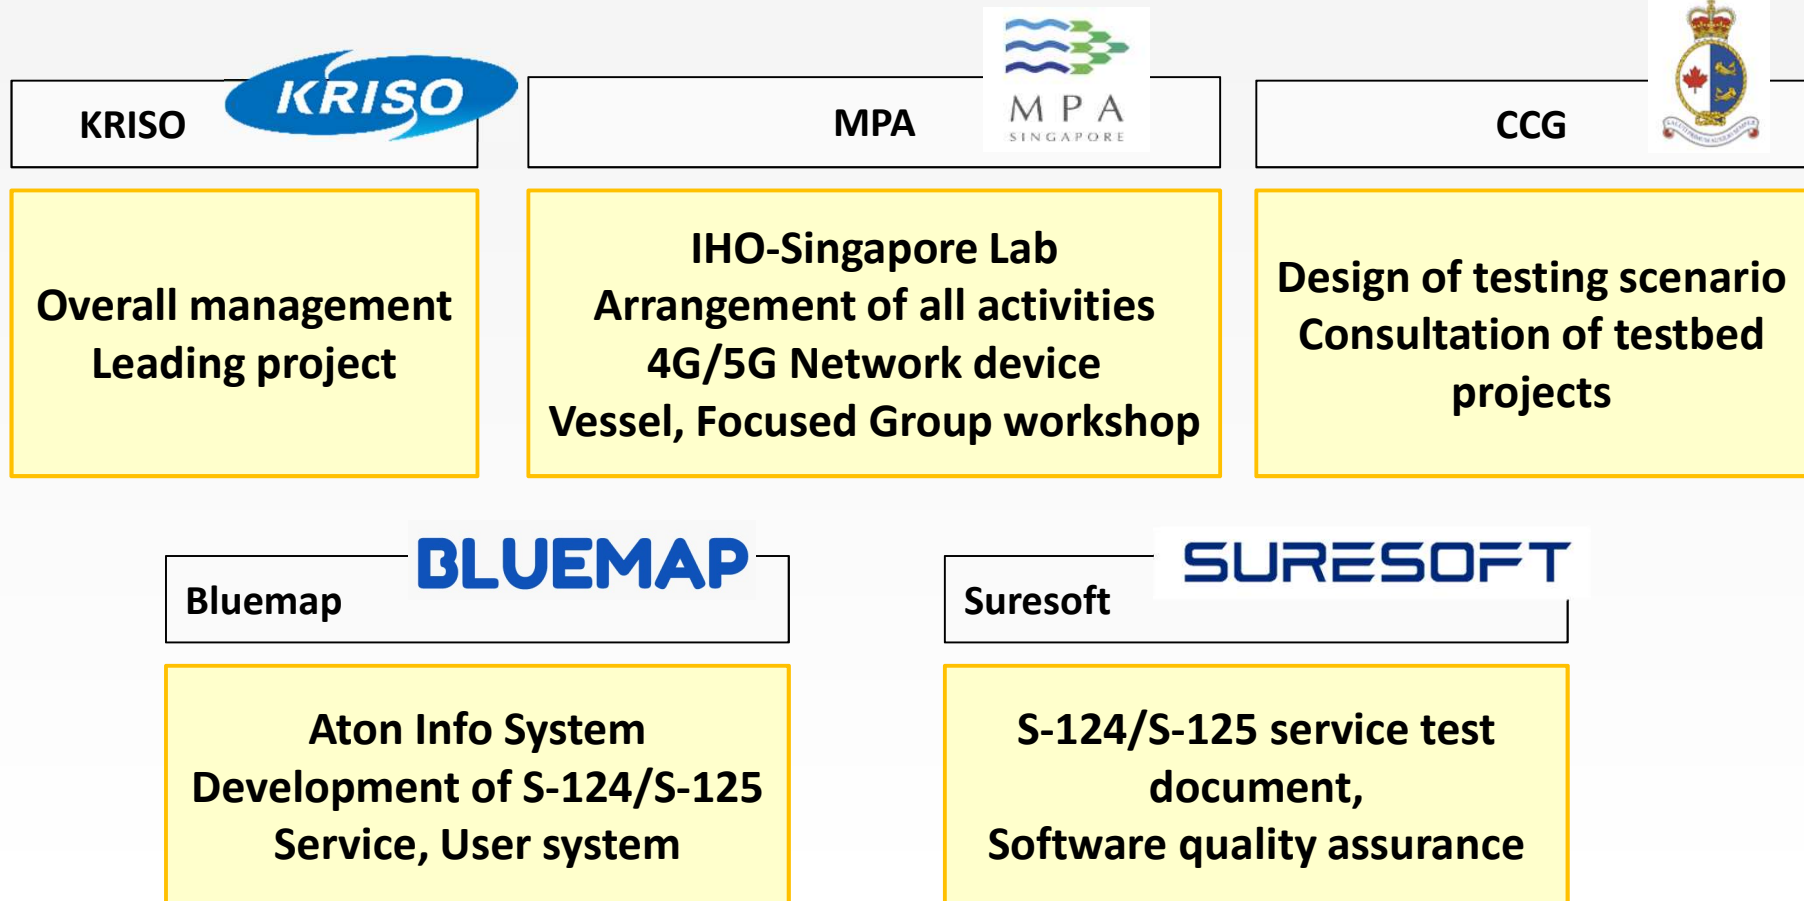 KRISO
KRISO
MPA
M P A
SINGAPORE
CCG
Overall management
Leading project
IHO-Singapore Lab
Arrangement of all activities
4G/5G Network device
Vessel, Focused Group workshop
Design of testing scenario
Consultation of testbed
projects
Bluemap
BLUEMAP
Suresoft
SURESOFT
Aton Info System
Development of S-124/S-125
Service, User system
S-124/S-125 service test
document,
Software quality assurance